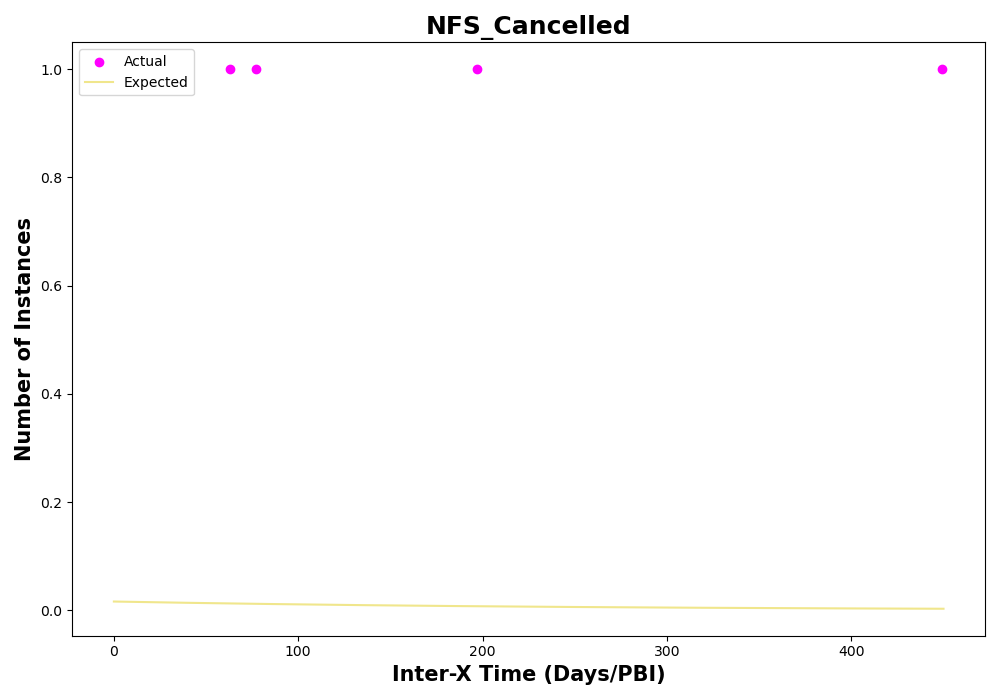 NFS_Cancelled
Actual
Expected
Number of Instances
1.0
0.8
0.6
0.4
0.2
0.0
0 100 200 300 400
Inter-X Time (Days/PBI)